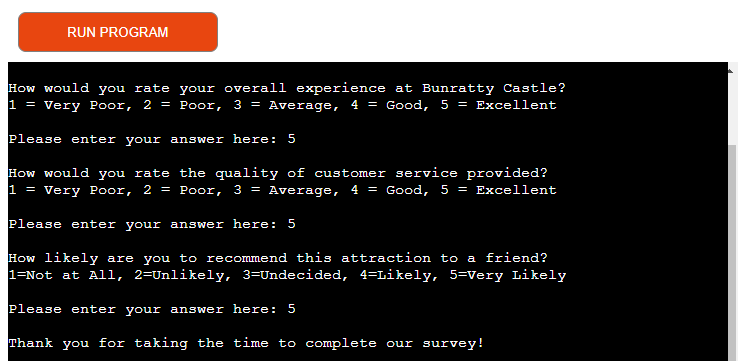 RUN PROGRAM
How would you rate your overall experience at Bunratty Castle?
1 = Very Poor, 2 = Poor, 3 = Average, 4 = Good, 5 = Excellent
Please enter your answer here: 5
How would you rate the quality of customer service provided?
1 = Very Poor, 2 = Poor, 3 = Average, 4 = Good, 5 = Excellent
Please enter your answer here: 5
How likely are you to recommend this attraction to a friend?
1=Not at All, 2=Unlikely, 3=Undecided, 4=Likely, 5=Very Likely
Please enter your answer here: 5
Thank you for taking the time to complete our survey!